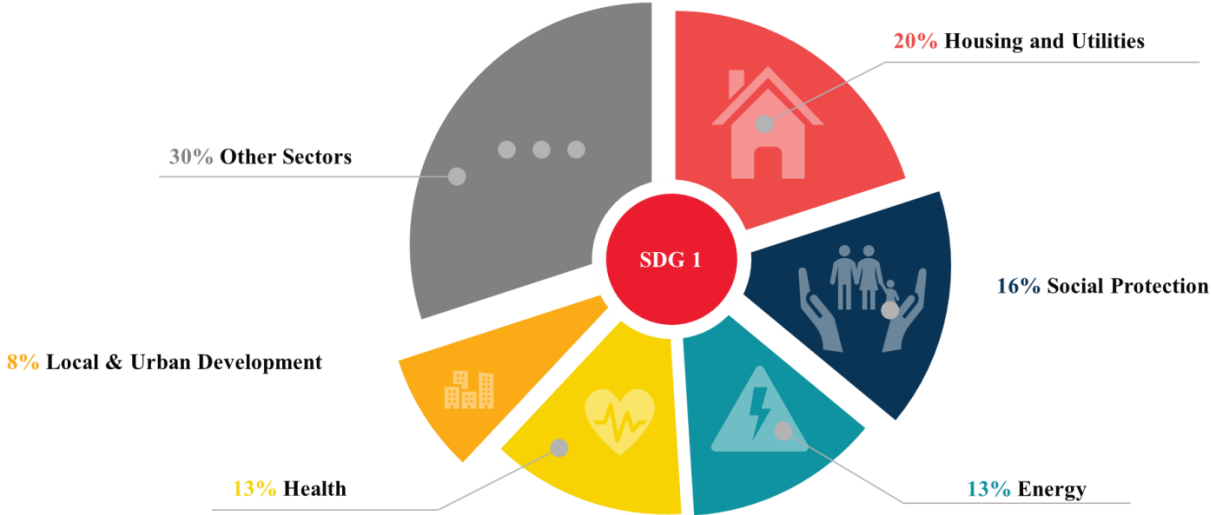 20% Housing and Utilities
30% Other Sectors
SDG 1
16% Social Protection
8% Local & Urban Development
13% Health
13% Energy